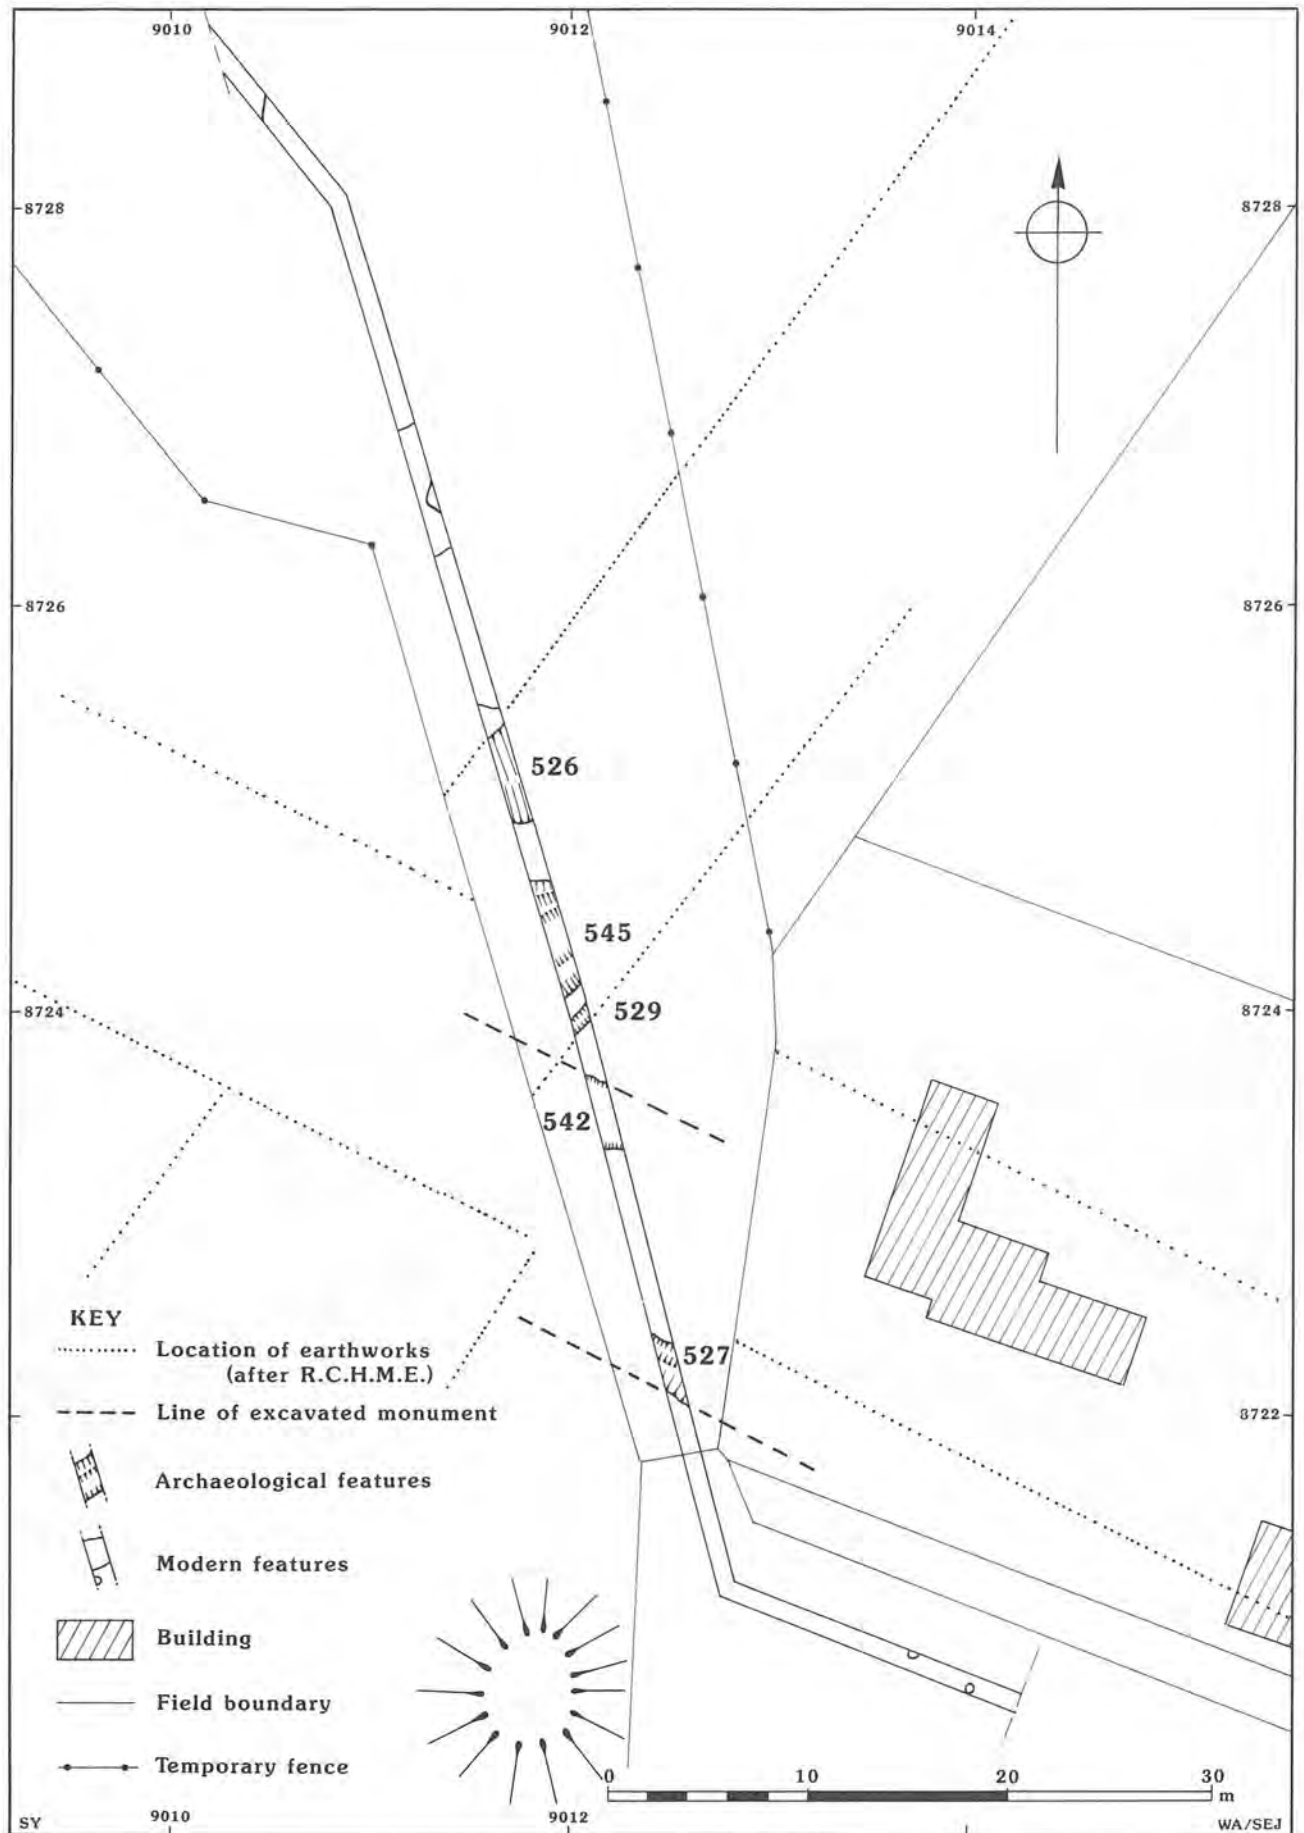 9010 9012 9014
8728 8728
8726 8726
526
545
8724 529 8724
542
KEY
Location of earthworks
(after R.C.H.M.E.)
527
Line of excavated monument 8722
Archaeological features
Modern features
Building
Field boundary
Temporary fence
0 10 20 30
m
SY 9010 9012 WA/SEJ